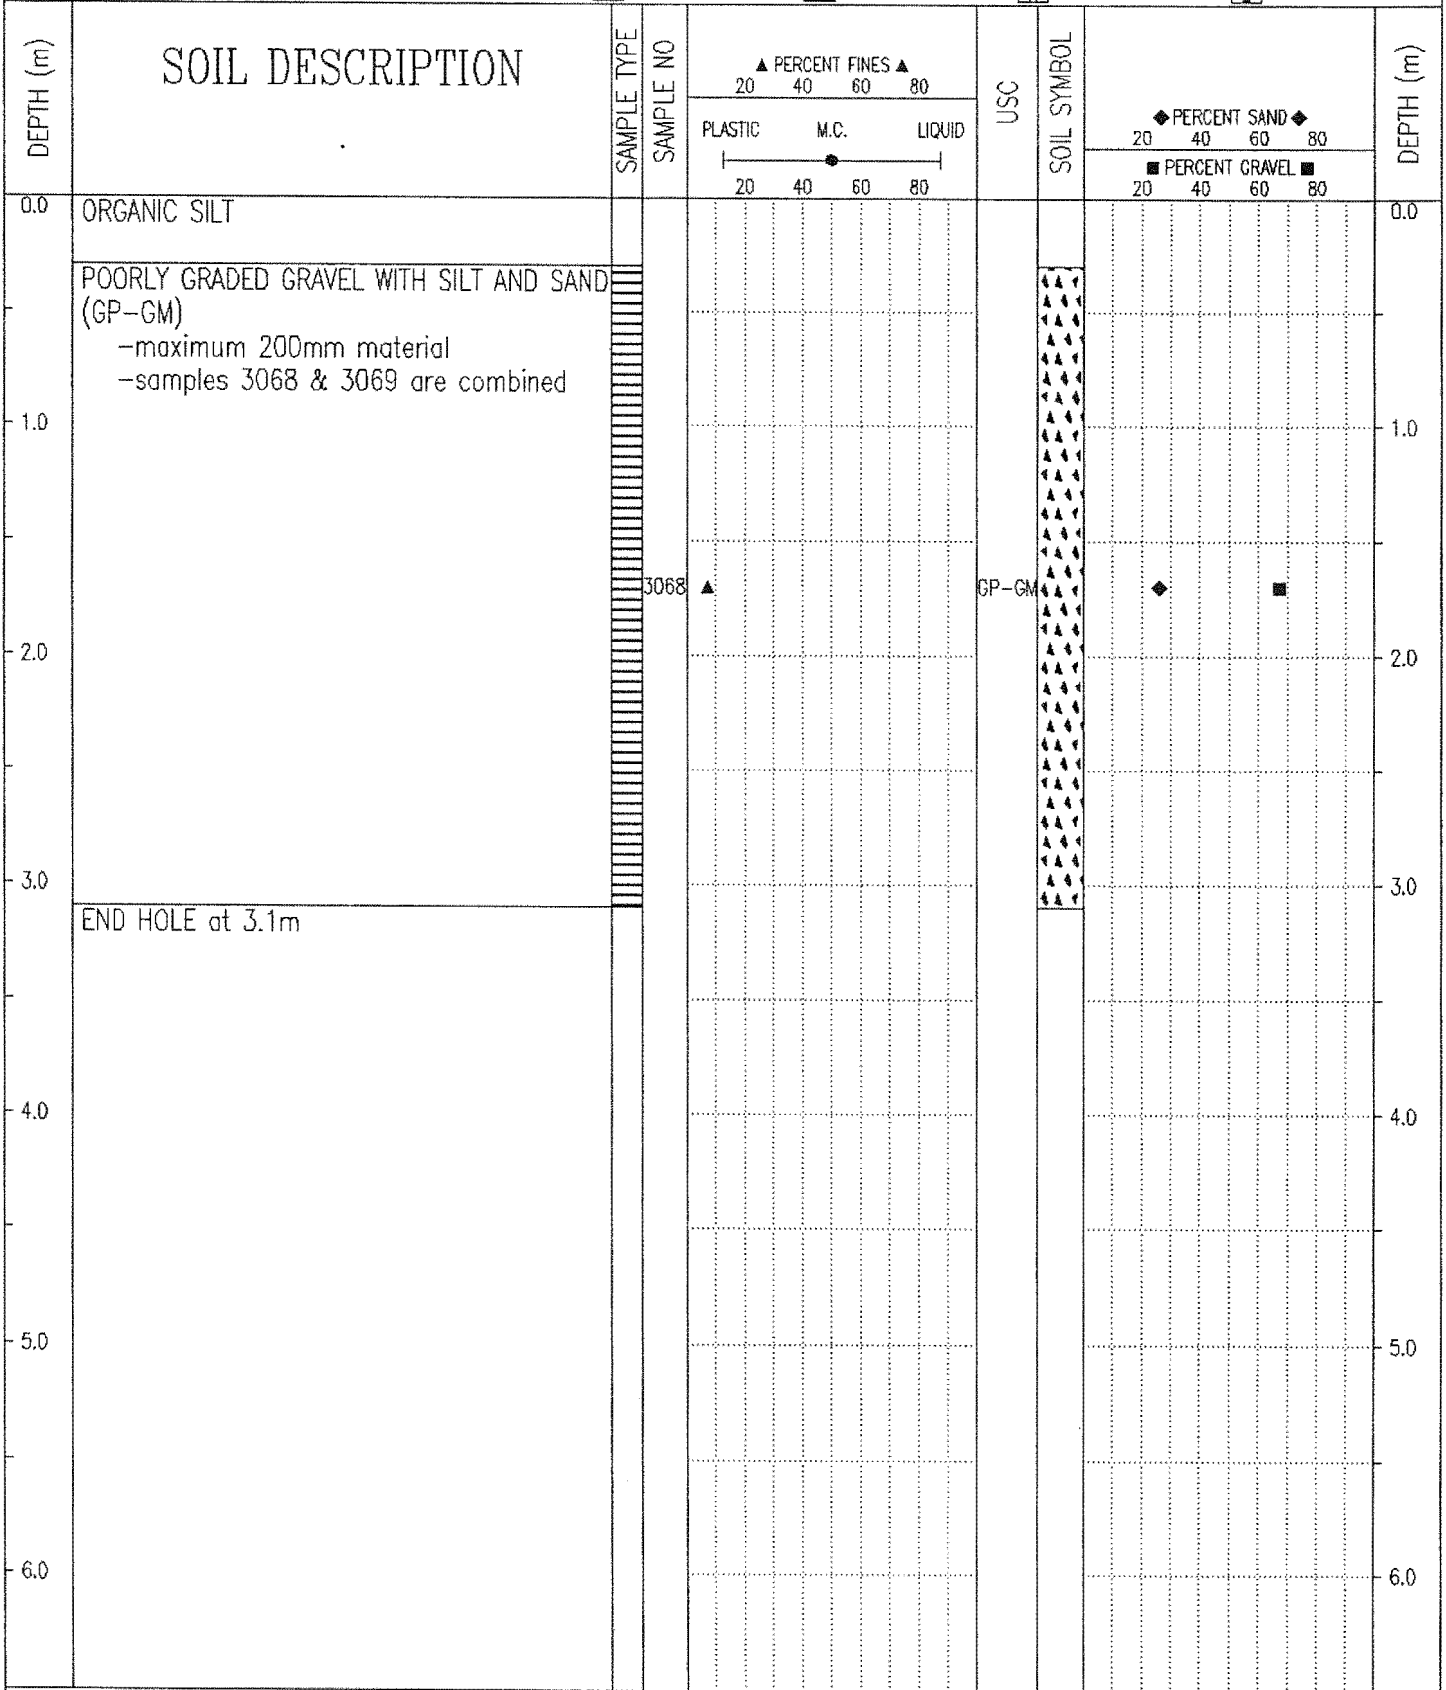 DEPTH (m)
SOIL DESCRIPTION
SAMPLE TYPE
SAMPLE NO
▲ PERCENT FINES ▲
20 40 60 80
PLASTIC M.C. LIQUID
20 40 60 80
USC
SOIL SYMBOL
◆ PERCENT SAND ◆
20 40 60 80
■ PERCENT GRAVEL ■
20 40 60 80
DEPTH (m)
0.0
ORGANIC SILT
0.0
POORLY GRADED GRAVEL WITH SILT AND SAND
(GP-GM)
-maximum 200mm material
-samples 3068 & 3069 are combined
1.0
1.0
3068
GP-GM
2.0
2.0
3.0
3.0
END HOLE at 3.1m
4.0
4.0
5.0
5.0
6.0
6.0